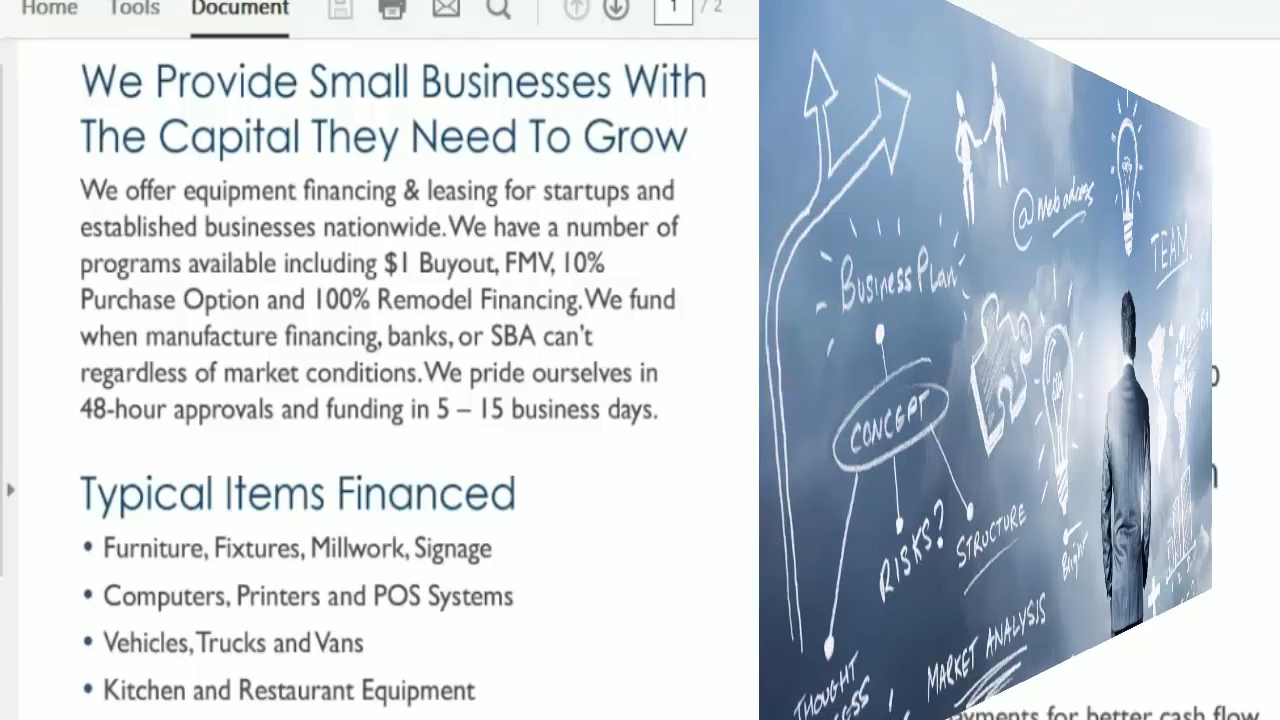 Home Tools Document 1 / 2
We Provide Small Businesses With
The Capital They Need To Grow
We offer equipment financing & leasing for startups and
established businesses nationwide. We have a number of
programs available including $1 Buyout, FMV, 10%
Purchase Option and 100% Remodel Financing. We fund
when manufacture financing, banks, or SBA can't
regardless of market conditions. We pride ourselves in
48-hour approvals and funding in 5 – 15 business days.
Typical Items Financed
• Furniture, Fixtures, Millwork, Signage
• Computers, Printers and POS Systems
• Vehicles, Trucks and Vans
• Kitchen and Restaurant Equipment
@Web address
TEAM
Business Plan
CONCEPT
RISKS?
STRUCTURE
Bright
MARKET ANALYSIS
THOUGHT
for better cash flow